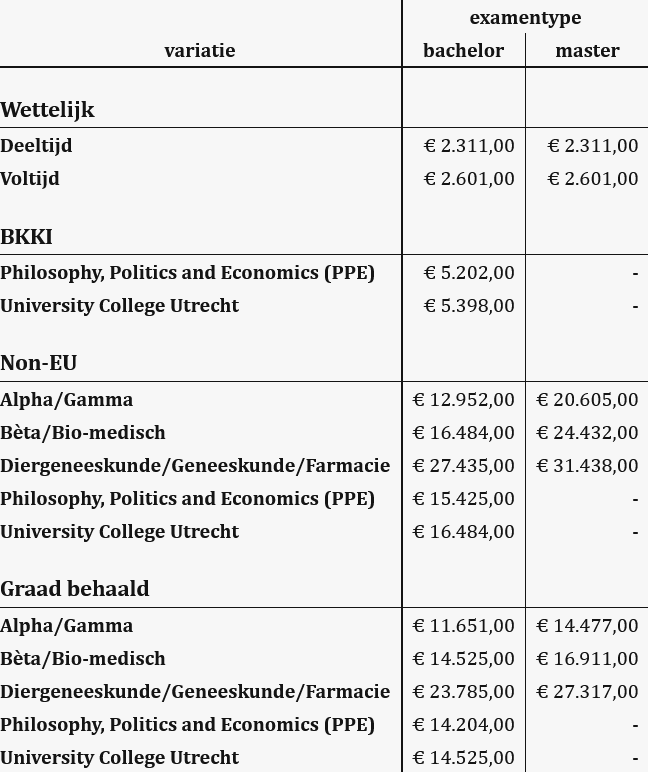 examentype
variatie bachelor master
Wettelijk
Deeltijd € 2.311,00 € 2.311,00
Voltijd € 2.601,00 € 2.601,00
BKKI
Philosophy, Politics and Economics (PPE) € 5.202,00 -
University College Utrecht € 5.398,00 -
Non-EU
Alpha/Gamma € 12.952,00 € 20.605,00
Bèta/Bio-medisch € 16.484,00 € 24.432,00
Diergeneeskunde/Geneeskunde/Farmacie € 27.435,00 € 31.438,00
Philosophy, Politics and Economics (PPE) € 15.425,00 -
University College Utrecht € 16.484,00 -
Graad behaald
Alpha/Gamma € 11.651,00 € 14.477,00
Bèta/Bio-medisch € 14.525,00 € 16.911,00
Diergeneeskunde/Geneeskunde/Farmacie € 23.785,00 € 27.317,00
Philosophy, Politics and Economics (PPE) € 14.204,00 -
University College Utrecht € 14.525,00 -